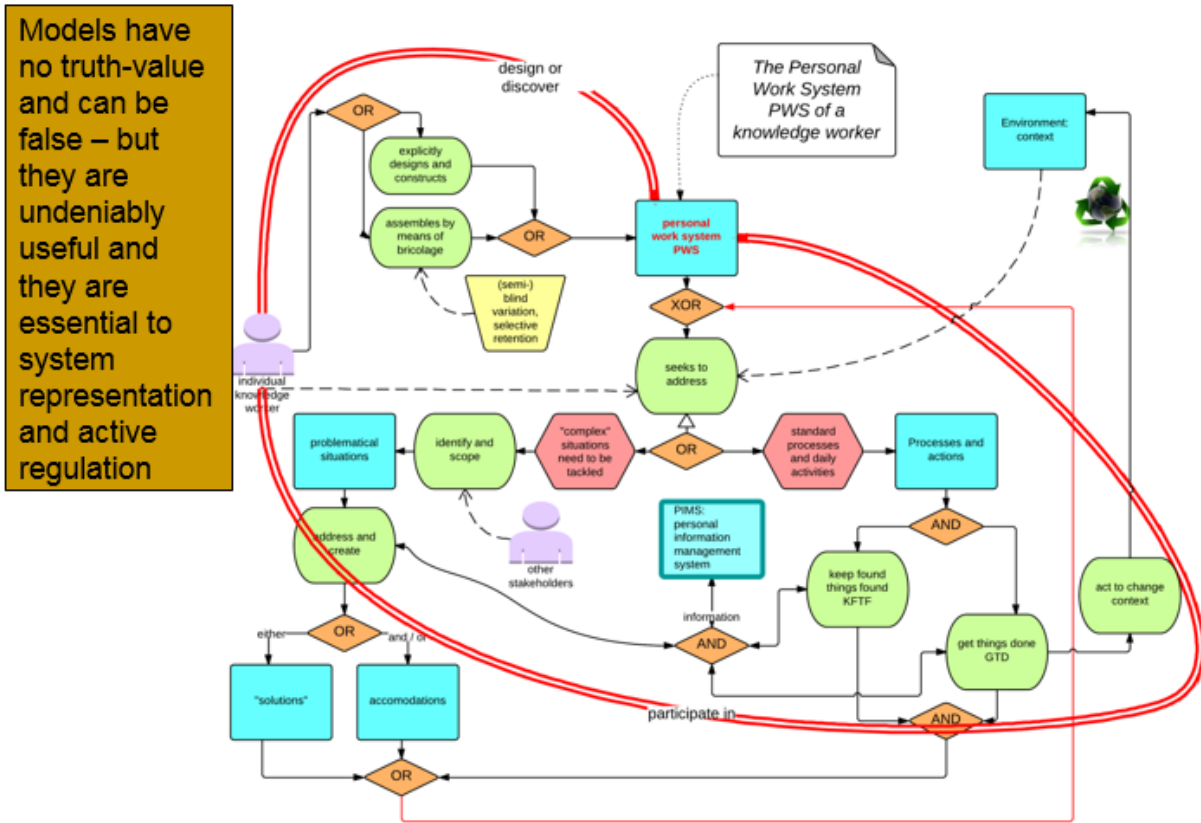 Models have
no truth-value
and can be
false – but
they are
undeniably
useful and
they are
essential to
system
representation
and active
regulation
design or
discover
The Personal
Work System
PWS of a
knowledge worker
Environment:
context
OR
explicitly
designs and
constructs
assembles by
means of
bricolage
OR
personal
work system
PWS
(semi-)
blind
variation,
selective
retention
XOR
individual
knowledge
worker
seeks to
address
problematical
situations
identify and
scope
"complex"
situations
need to be
tackled
OR
standard
processes
and daily
activities
Processes and
actions
PIMS:
personal
information
management
system
AND
address and
create
other
stakeholders
keep found
things found
KFTF
act to change
context
information
either
OR
and / or
AND
get things done
GTD
"solutions"
accomodations
participate in
AND
OR